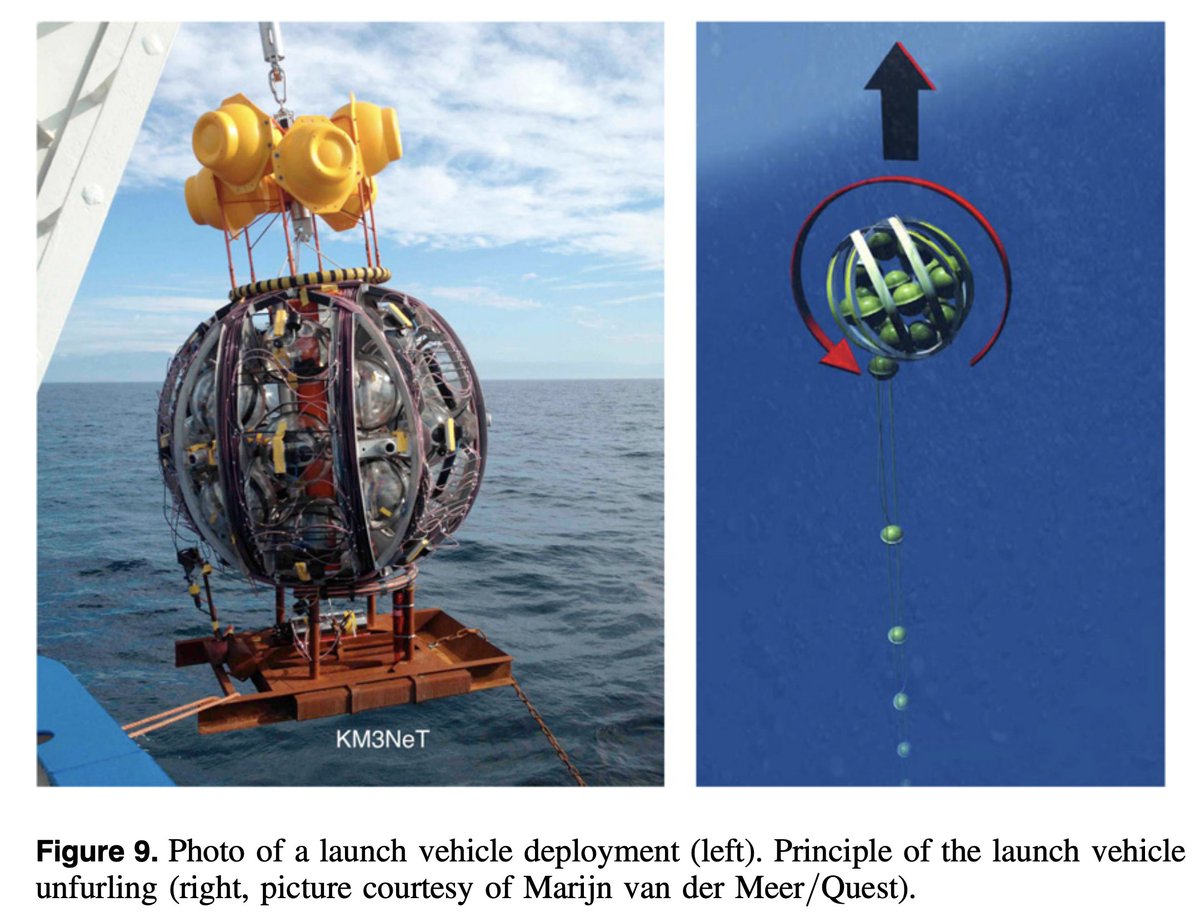 KM3NeT
Figure 9. Photo of a launch vehicle deployment (left). Principle of the launch vehicle
unfurling (right, picture courtesy of Marijn van der Meer/Quest).